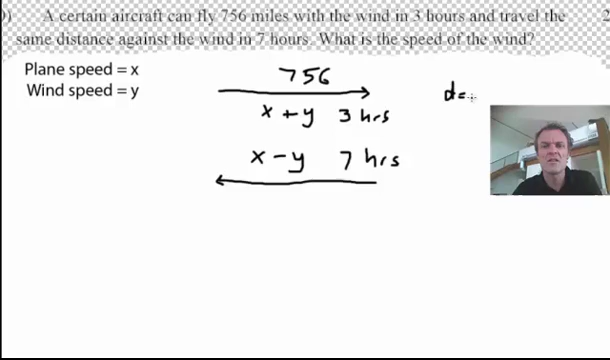 ) A certain aircraft can fly 756 miles with the wind in 3 hours and travel the 2
same distance against the wind in 7 hours. What is the speed of the wind?
Plane speed = x
Wind speed = y
756
x + y 3 hrs
d =
x - y 7 hrs